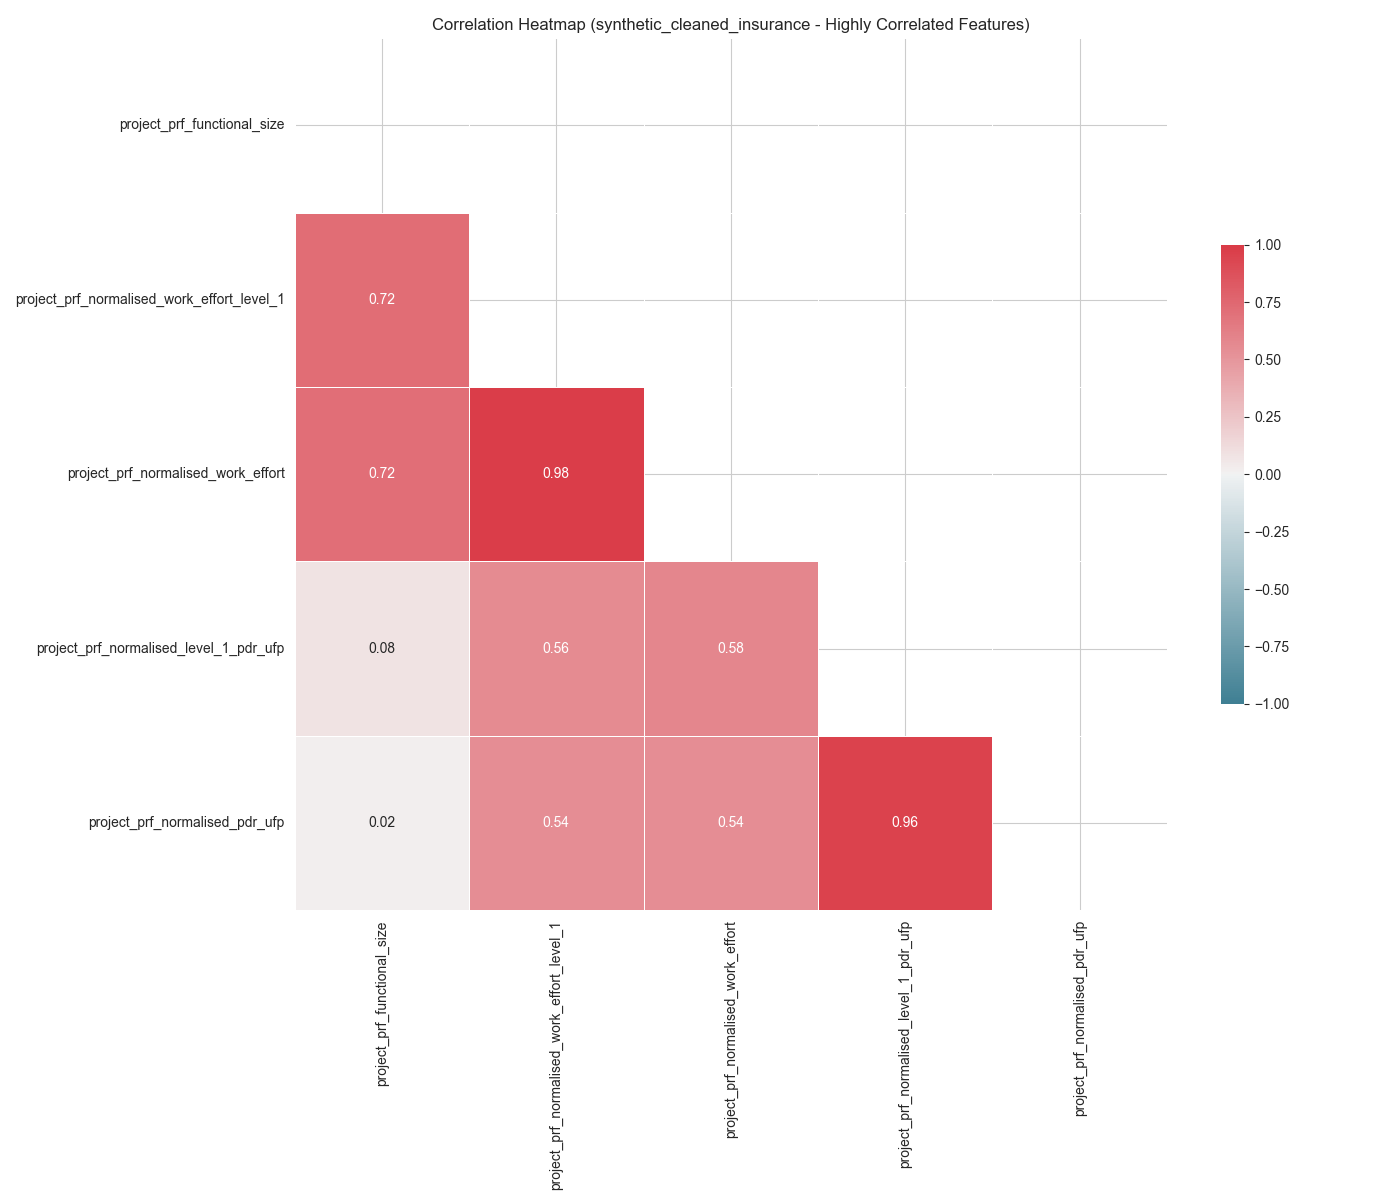 Correlation Heatmap (synthetic_cleaned_insurance - Highly Correlated Features)
project_prf_functional_size
project_prf_normalised_work_effort_level_1
0.72
project_prf_normalised_work_effort
0.72 0.98
project_prf_normalised_level_1_pdr_ufp
0.08 0.56 0.58
project_prf_normalised_pdr_ufp
0.02 0.54 0.54 0.96
project_prf_functional_size
project_prf_normalised_work_effort_level_1
project_prf_normalised_work_effort
project_prf_normalised_level_1_pdr_ufp
project_prf_normalised_pdr_ufp
1.00
0.75
0.50
0.25
0.00
−0.25
−0.50
−0.75
−1.00